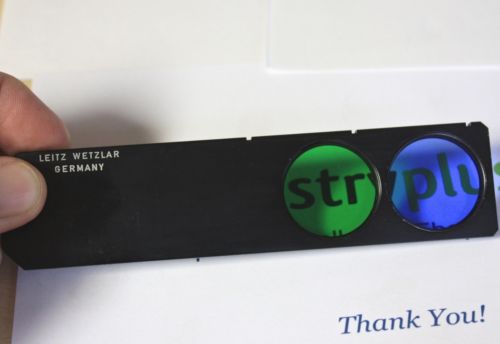 LEITZ WETZLAR
GERMANY
stryplu
Thank You!